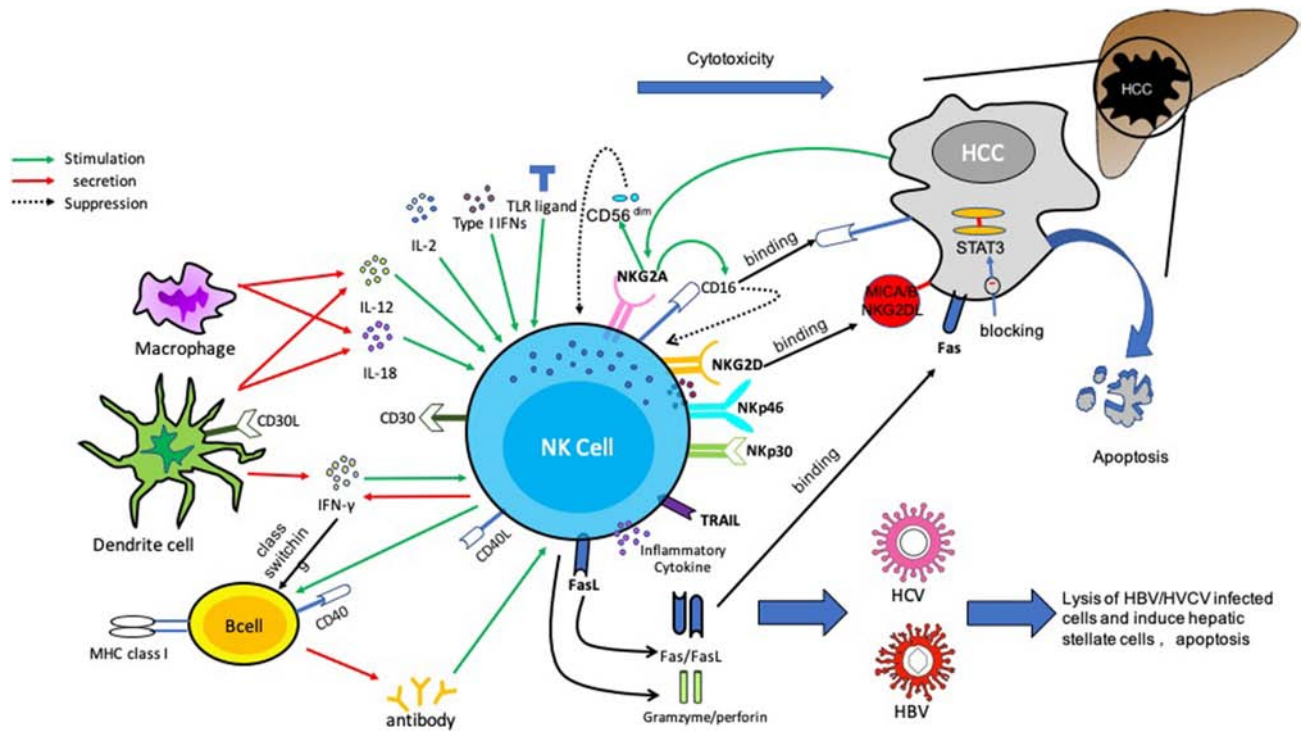 Cytotoxicity
HCC
HCC
Stimulation
secretion
Suppression
IL-2
Type I IFNs
TLR ligand
CD56 dim
NKG2A
CD16
binding
STAT3
MICA/B
NKG2DL
Fas
blocking
IL-12
IL-18
Macrophage
binding
NKG2D
NKp46
NKp30
CD30
CD30L
NK Cell
Apoptosis
IFN-γ
Dendrite cell
class
switchin
g
CD40L
TRAIL
Inflammatory
Cytokine
binding
FasL
HCV
Bcell
CD40
MHC class I
Fas/FasL
Gramzyme/perforin
antibody
HBV
Lysis of HBV/HVCV infected
cells and induce hepatic
stellate cells , apoptosis